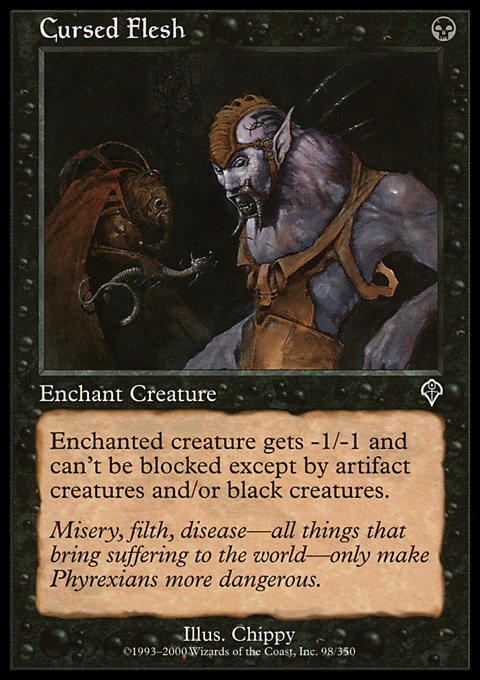 Cursed Flesh
Enchant Creature
Enchanted creature gets -1/-1 and
can't be blocked except by artifact
creatures and/or black creatures.
Misery, filth, disease—all things that
bring suffering to the world—only make
Phyrexians more dangerous.
Illus. Chippy
©1993–2000 Wizards of the Coast, Inc. 98/350